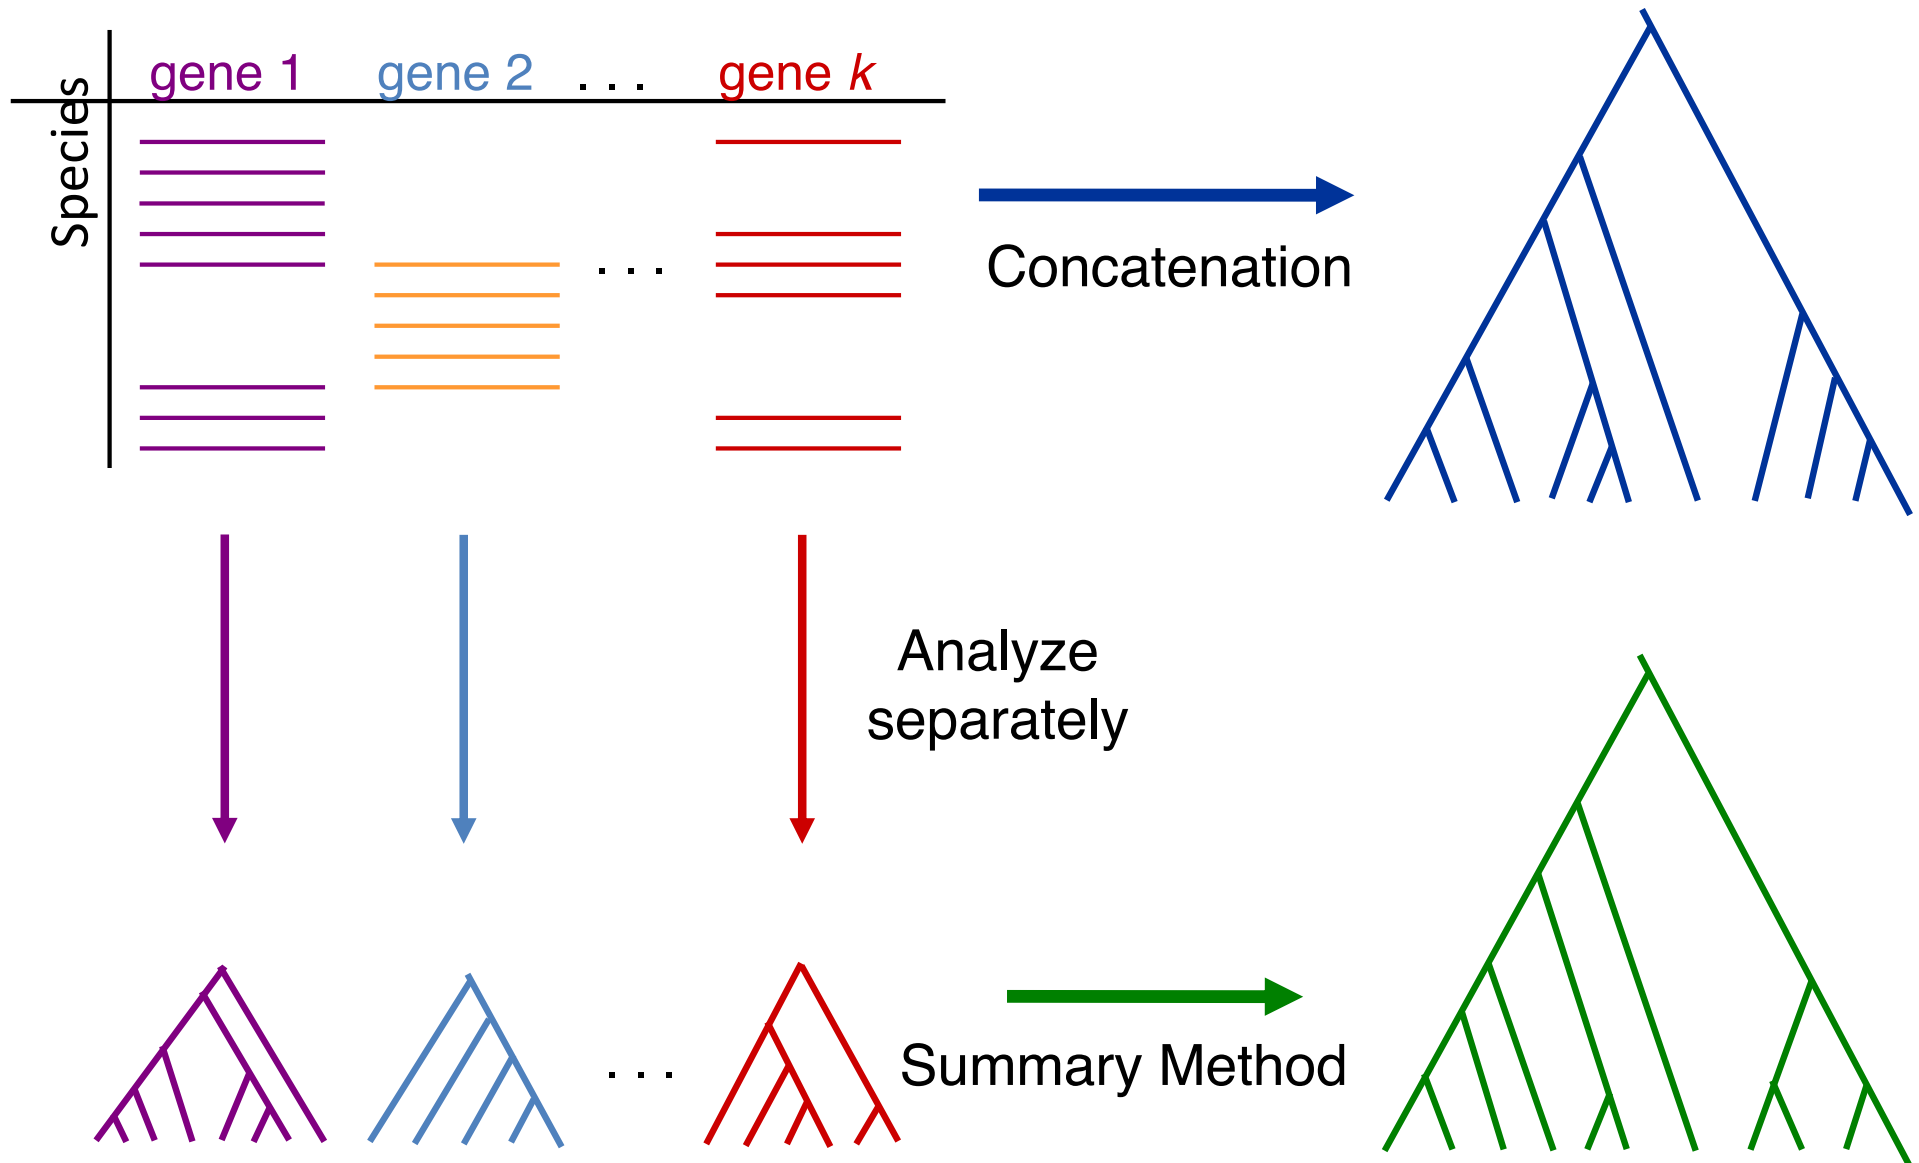 gene 1 gene 2 . . . gene k
Species
. . .
Concatenation
Analyze
separately
. . .
Summary Method